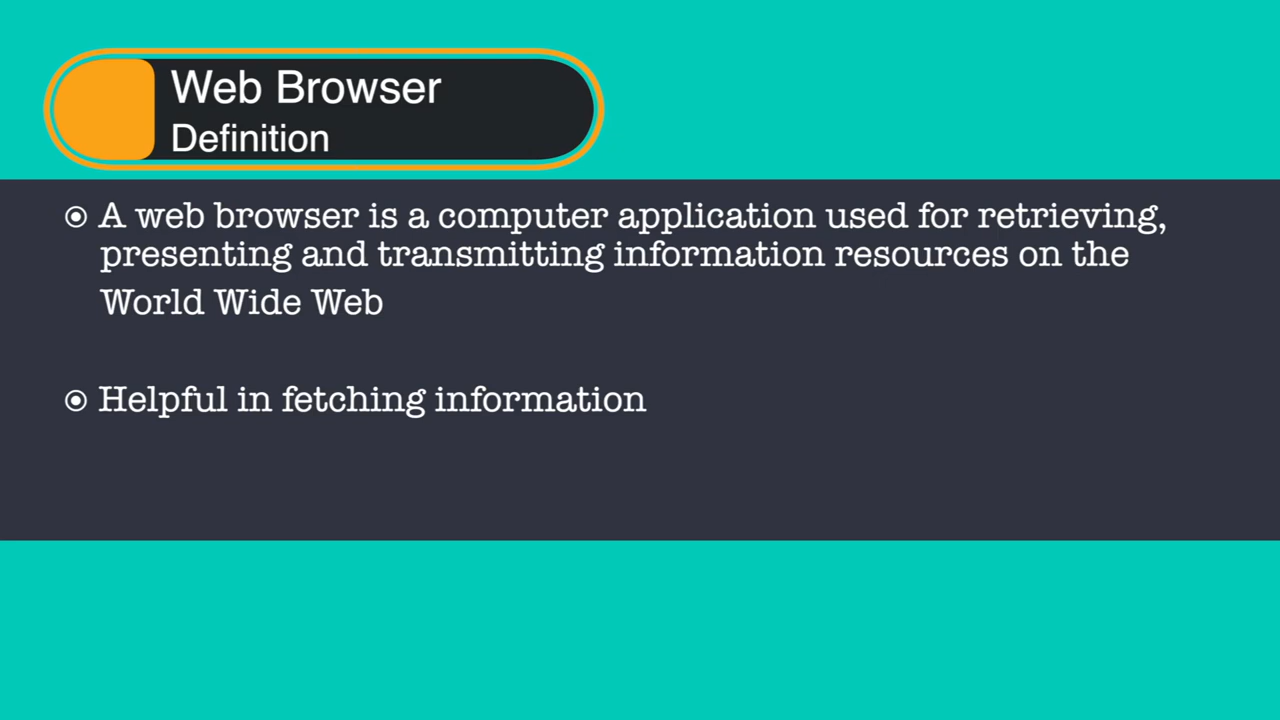 Web Browser
Definition
A web browser is a computer application used for retrieving,
presenting and transmitting information resources on the
World Wide Web
Helpful in fetching information